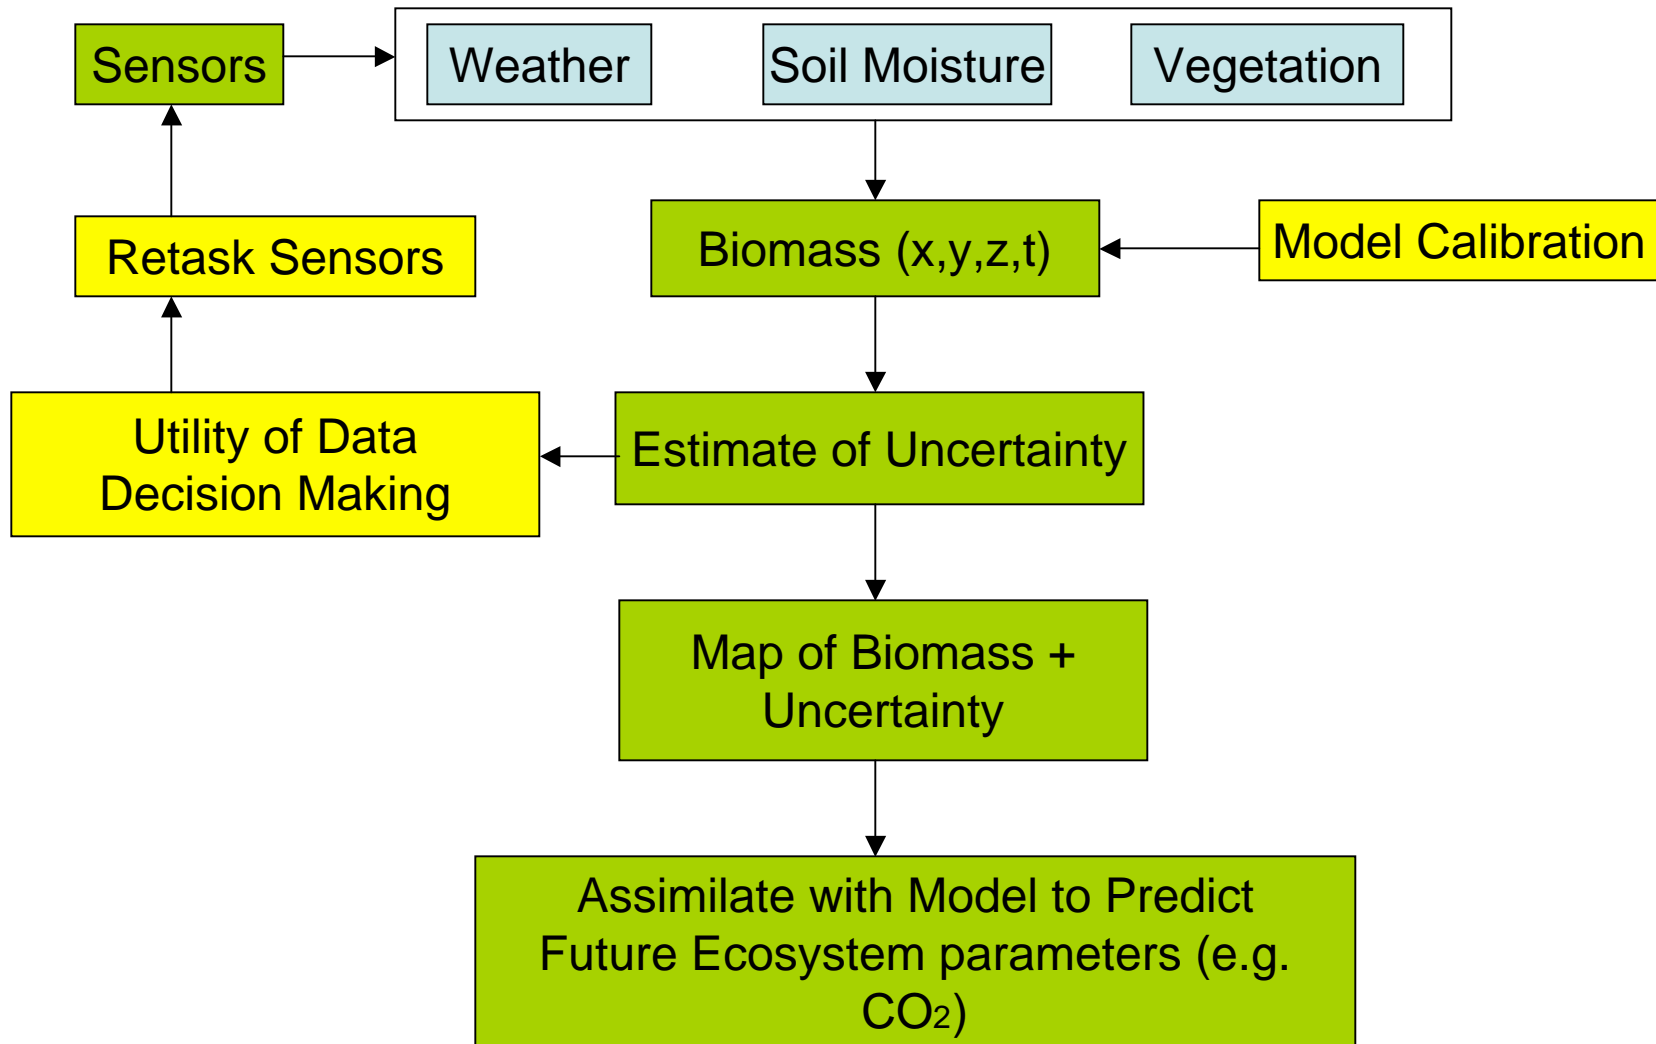 Sensors
Weather
Soil Moisture
Vegetation
Retask Sensors
Biomass (x,y,z,t)
Model Calibration
Utility of Data
Decision Making
Estimate of Uncertainty
Map of Biomass +
Uncertainty
Assimilate with Model to Predict
Future Ecosystem parameters (e.g.
CO2)